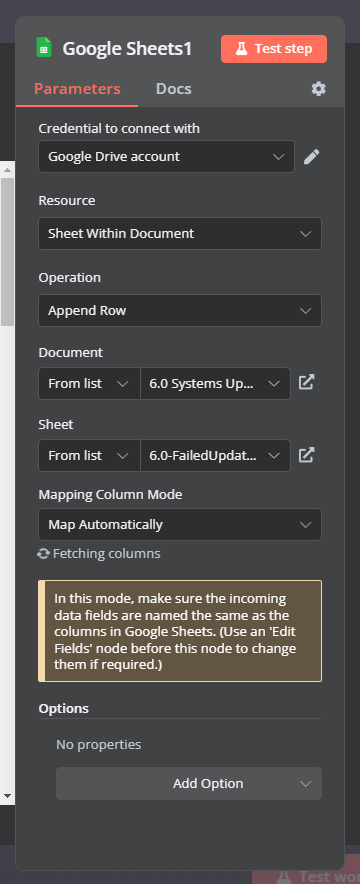 Google Sheets1
Test step
Parameters
Docs
Credential to connect with
Google Drive account
Resource
Sheet Within Document
Operation
Append Row
Document
From list
6.0 Systems Up...
Sheet
From list
6.0-FailedUpdat...
Mapping Column Mode
Map Automatically
Fetching columns
In this mode, make sure the incoming
data fields are named the same as the
columns in Google Sheets. (Use an 'Edit
Fields' node before this node to change
them if required.)
Options
No properties
Add Option
Test wor